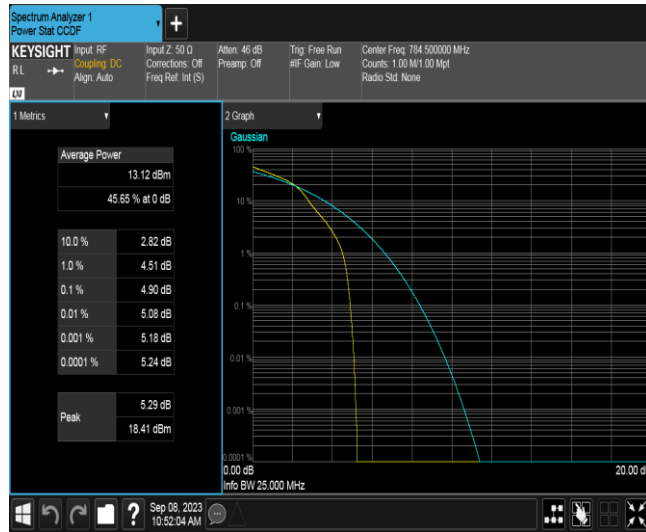 Spectrum Analyzer 1
Power Stat CCDF
+
KEYSIGHT
RL
LXI
Input: RF
Coupling: DC
Align: Auto
Input Z: 50 Ω
Corrections: Off
Freq Ref: Int (S)
Atten: 46 dB
Preamp: Off
Trig: Free Run
#IF Gain: Low
Center Freq: 784.500000 MHz
Counts: 1.00 M/1.00 Mpt
Radio Std: None
1 Metrics
Average Power
13.12 dBm
45.65 % at 0 dB
10.0 % 2.82 dB
1.0 % 4.51 dB
0.1 % 4.90 dB
0.01 % 5.08 dB
0.001 % 5.18 dB
0.0001 % 5.24 dB
Peak
5.29 dB
18.41 dBm
2 Graph
Gaussian
100 %
10 %
1 %
0.1 %
0.01 %
0.001 %
0.0001 %
0.00 dB
20.00 d
Info BW 25.000 MHz
?
Sep 08, 2023
10:52:04 AM